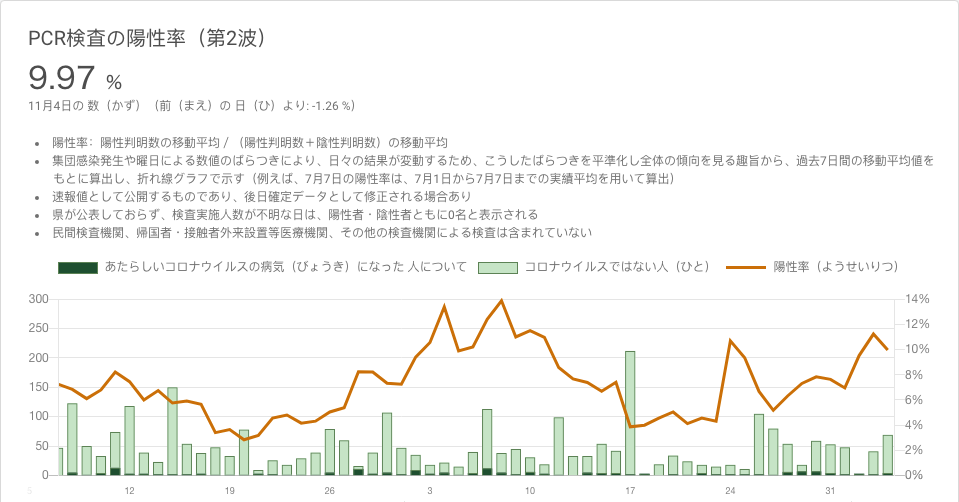 PCR検査の陽性率（第2波）
9.97 %
11月4日の 数（かず）（前（まえ）の 日（ひ）より: -1.26 %）
• 陽性率：陽性判明数の移動平均 / （陽性判明数＋陰性判明数）の移動平均
• 集団感染発生や曜日による数値のばらつきにより、日々の結果が変動するため、こうしたばらつきを平準化し全体の傾向を見る趣旨から、過去7日間の移動平均値を
もとに算出し、折れ線グラフで示す（例えば、7月7日の陽性率は、7月1日から7月7日までの実績平均を用いて算出）
• 速報値として公開するものであり、後日確定データとして修正される場合あり
• 県が公表しておらず、検査実施人数が不明な日は、陽性者・陰性者ともに0名と表示される
• 民間検査機関、帰国者・接触者外来設置等医療機関、その他の検査機関による検査は含まれていない
あたらしいコロナウイルスの病気（びょうき）になった 人について コロナウイルスではない人（ひと） 陽性率（ようせいりつ）
300 14%
250 12%
200 10%
150 8%
100 6%
50 4%
2%
0 0%
5 12 19 26 3 10 17 24 31